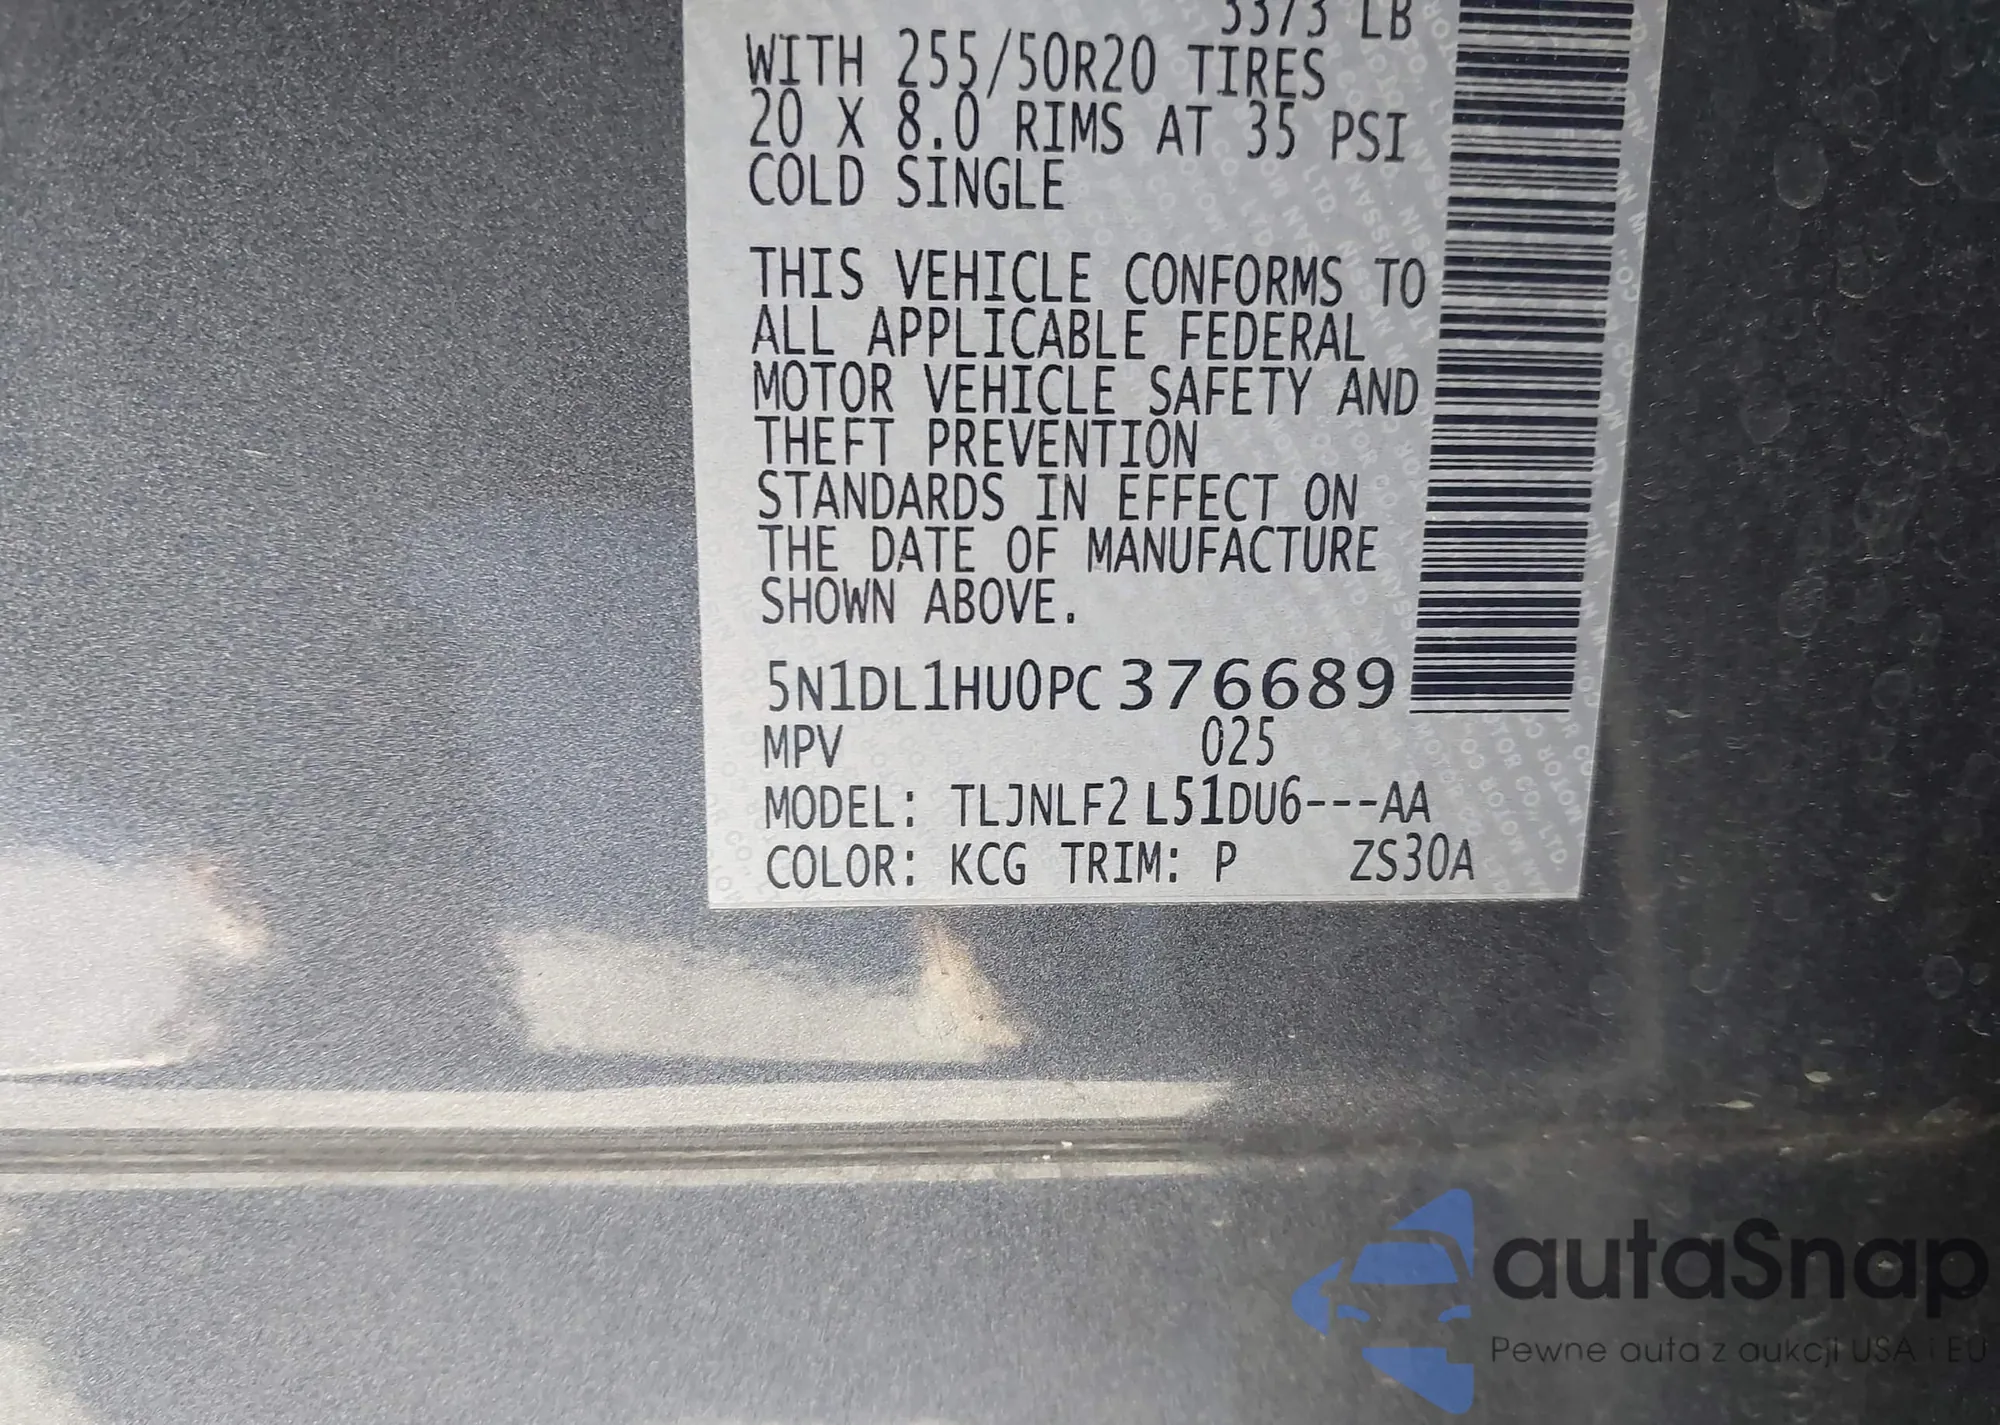 3373 LB
WITH 255/50R20 TIRES
20 X 8.0 RIMS AT 35 PSI
COLD SINGLE
THIS VEHICLE CONFORMS TO
ALL APPLICABLE FEDERAL
MOTOR VEHICLE SAFETY AND
THEFT PREVENTION
STANDARDS IN EFFECT ON
THE DATE OF MANUFACTURE
SHOWN ABOVE.
5N1DL1HU0PC376689
MPV 025
MODEL: TLJNLF2 L51DU6---AA
COLOR: KCG TRIM: P ZS30A
autaSnap
Pewne auta z aukcji USA i EU